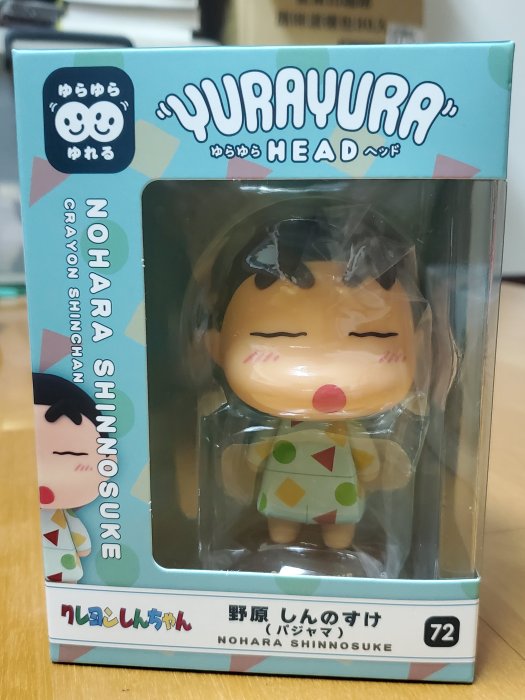 ゆらゆら
ゆれる
"YURAYURA"
ゆらゆら HEAD ヘッド
NOHARA SHINNOSUKE
CRAYON SHINCHAN
クレヨンしんちゃん
野原 しんのすけ
(パジャマ)
NOHARA SHINNOSUKE
72